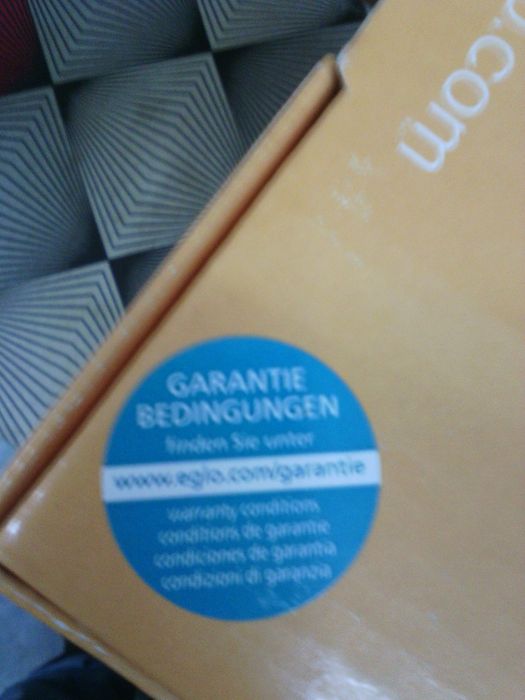 .com
GARANTIE
BEDINGUNGEN
finden Sie unter
www.eglo.com/garantie
warranty conditions
conditions de garantie
condiciones de garantía
condizioni di garanzia